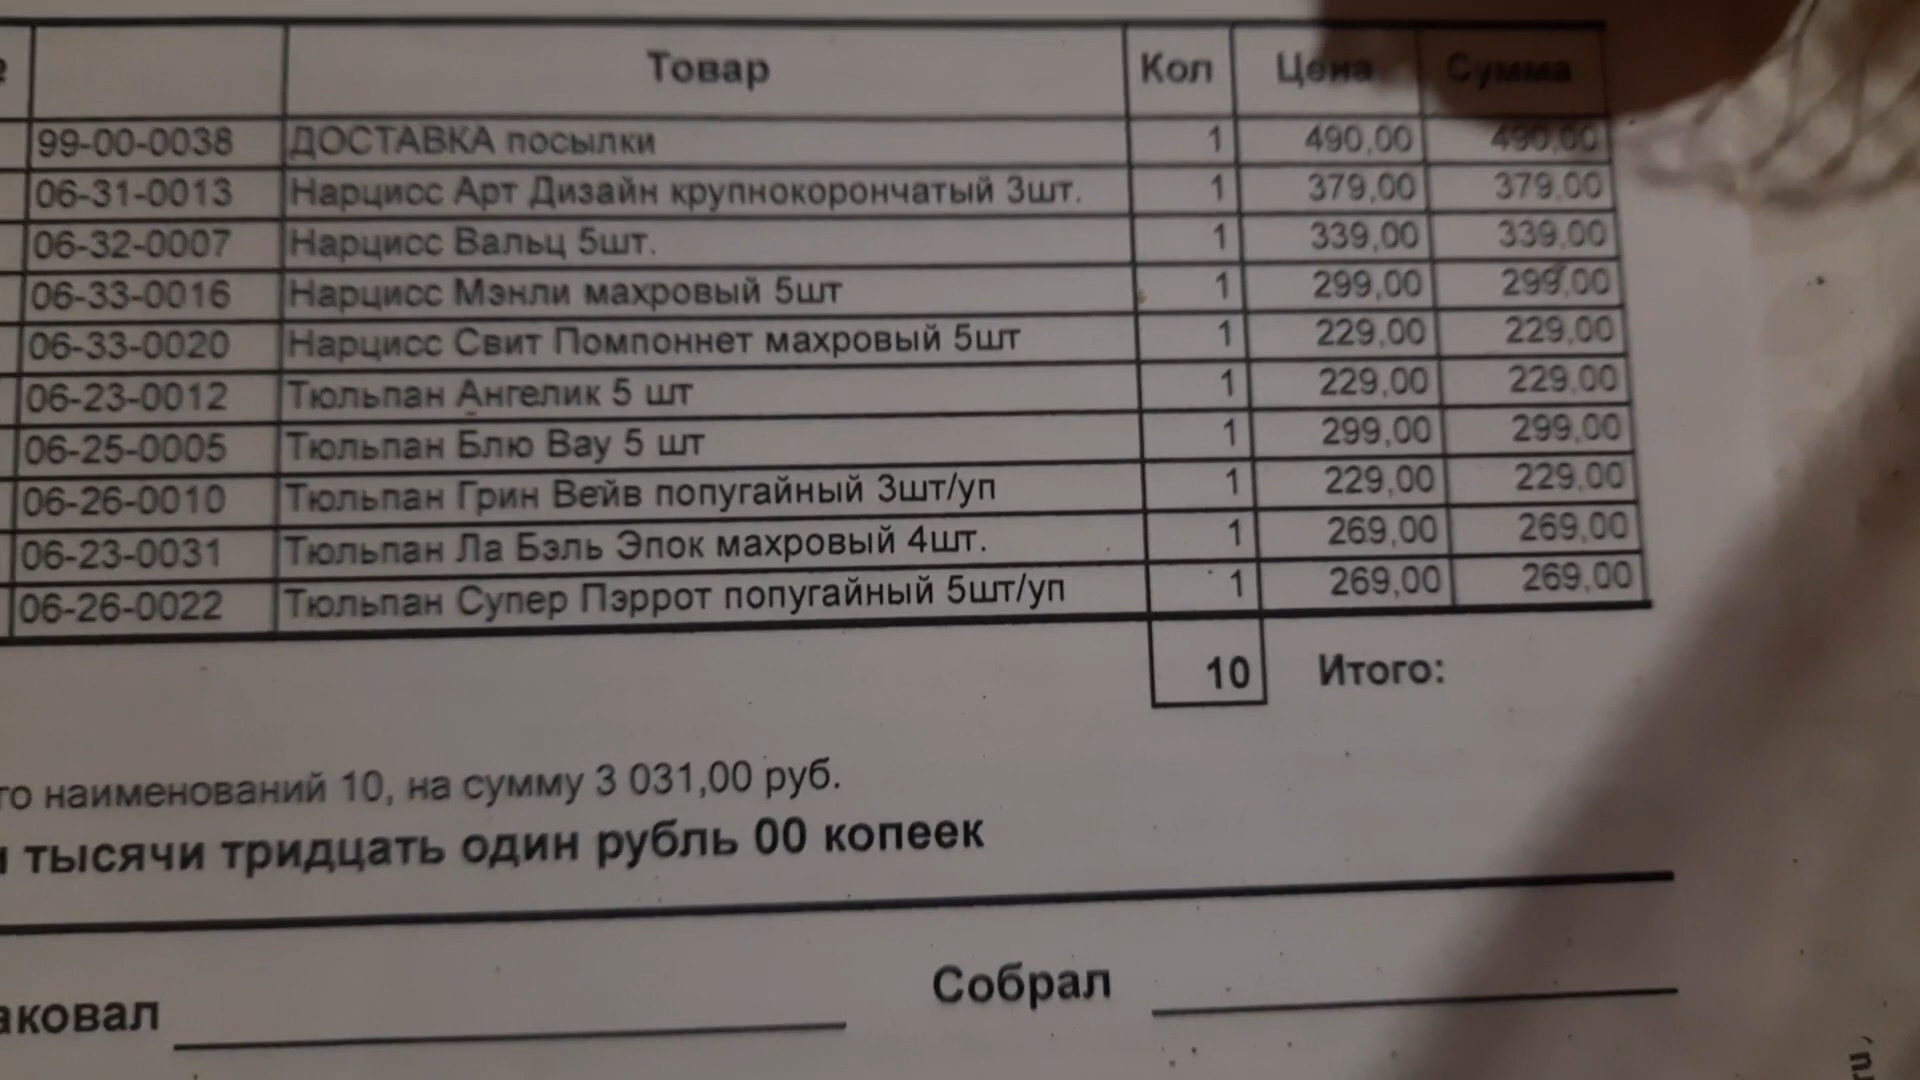 Товар Кол Цена Сумма
99-00-0038 ДОСТАВКА посылки 1 490,00 490,00
06-31-0013 Нарцисс Арт Дизайн крупнокорончатый 3шт. 1 379,00 379,00
06-32-0007 Нарцисс Вальц 5шт. 1 339,00 339,00
06-33-0016 Нарцисс Мэнли махровый 5шт 1 299,00 299,00
06-33-0020 Нарцисс Свит Помпоннет махровый 5шт 1 229,00 229,00
06-23-0012 Тюльпан Ангелик 5 шт 1 229,00 229,00
06-25-0005 Тюльпан Блю Вау 5 шт 1 299,00 299,00
06-26-0010 Тюльпан Грин Вейв попугайный 3шт/уп 1 229,00 229,00
06-23-0031 Тюльпан Ла Бэль Эпок махровый 4шт. 1 269,00 269,00
06-26-0022 Тюльпан Супер Пэррот попугайный 5шт/уп 1 269,00 269,00
10 Итого:
го наименований 10, на сумму 3 031,00 руб.
и тысячи тридцать один рубль 00 копеек
аковал Собрал